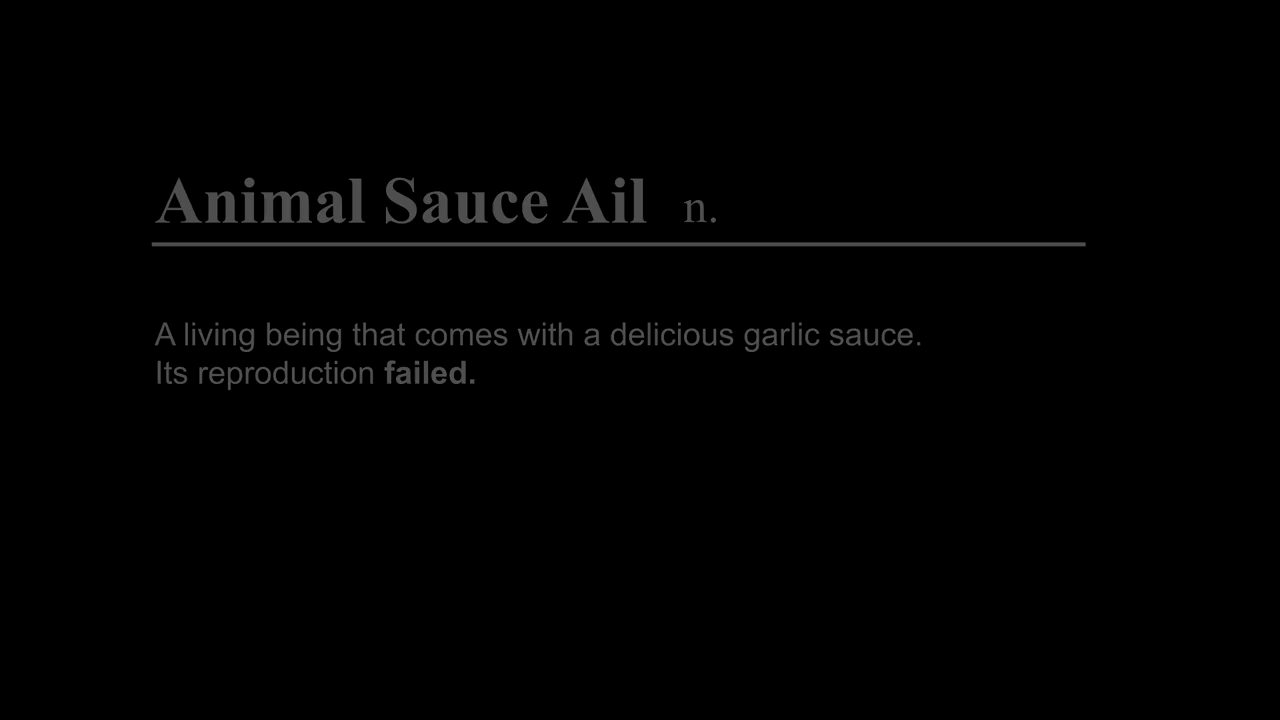 Animal Sauce Ail n.
A living being that comes with a delicious garlic sauce.
Its reproduction failed.